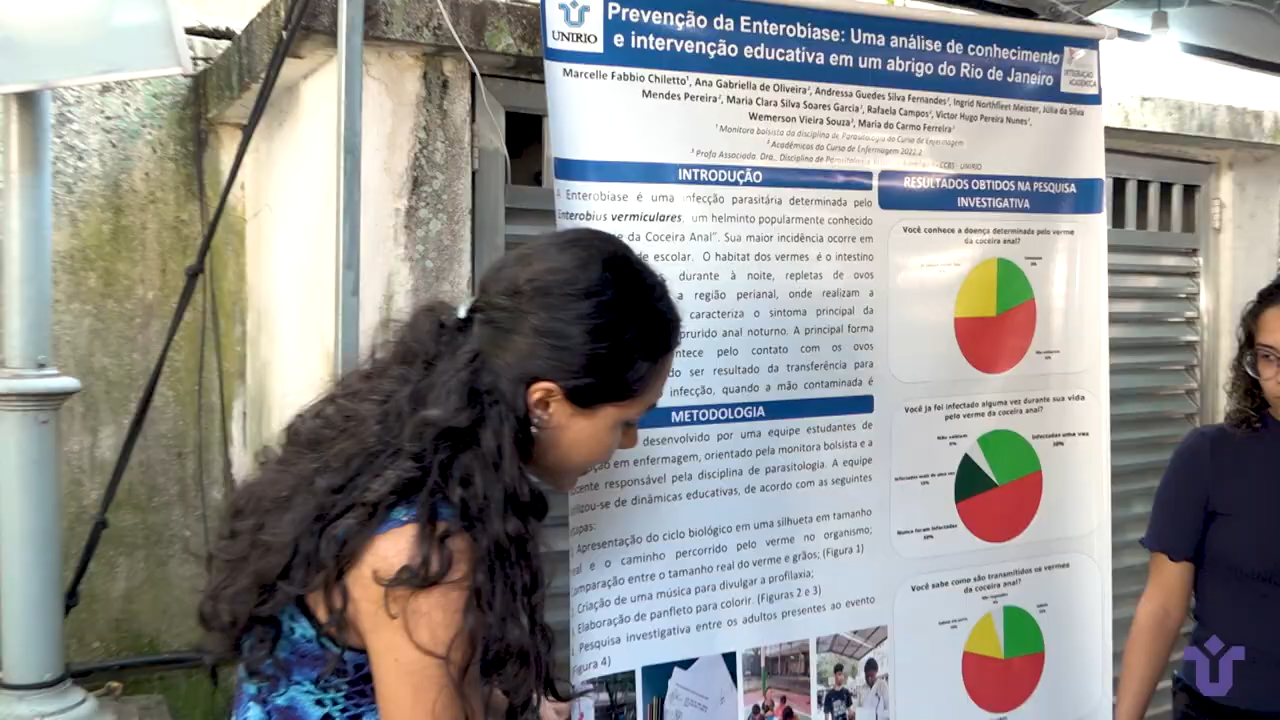 UNIRIO
Prevenção da Enterobiase: Uma análise de conhecimento
e intervenção educativa em um abrigo do Rio de Janeiro
INTEGRAÇÃO
ACADÊMICA
Marcelle Fabbio Chiletto¹, Ana Gabriella de Oliveira², Andressa Guedes Silva Fernandes², Ingrid Northfleet Meister, Júlia da Silva
Mendes Pereira², Maria Clara Silva Soares Garcia², Rafaela Campos², Victor Hugo Pereira Nunes²,
Wemerson Vieira Souza², Maria do Carmo Ferreira³
¹ Monitora bolsista da disciplina de Parasitologia do Curso de Enfermagem
² Acadêmicos do Curso de Enfermagem 2022.2
³ Profa Associada. Dra., Disciplina de Parasitologia CCBS - UNIRIO
INTRODUÇÃO
A Enterobiase é uma infecção parasitária determinada pelo
Enterobius vermiculares, um helminto popularmente conhecido
da Coceira Anal”. Sua maior incidência ocorre em
de escolar. O habitat dos vermes é o intestino
durante à noite, repletas de ovos
a região perianal, onde realizam a
caracteriza o sintoma principal da
prurido anal noturno. A principal forma
pelo contato com os ovos
ser resultado da transferência para
infecção, quando a mão contaminada é
METODOLOGIA
desenvolvido por uma equipe estudantes de
em enfermagem, orientado pela monitora bolsista e a
responsável pela disciplina de parasitologia. A equipe
de dinâmicas educativas, de acordo com as seguintes
Apresentação do ciclo biológico em uma silhueta em tamanho
é o caminho percorrido pelo verme no organismo;
comparação entre o tamanho real do verme e grãos; (Figura 1)
Criação de uma música para divulgar a profilaxia;
Elaboração de panfleto para colorir. (Figuras 2 e 3)
Pesquisa investigativa entre os adultos presentes ao evento
4)
RESULTADOS OBTIDOS NA PESQUISA
INVESTIGATIVA
Você conhece a doença determinada pelo verme
da coceira anal?
Você ja foi infectado alguma vez durante sua vida
pelo verme da coceira anal?
Não sabiam
Infectados uma vez
30%
Infectados mais de uma vez
Nunca foram infectados
Você sabe como são transmitidos os vermes
da coceira anal?